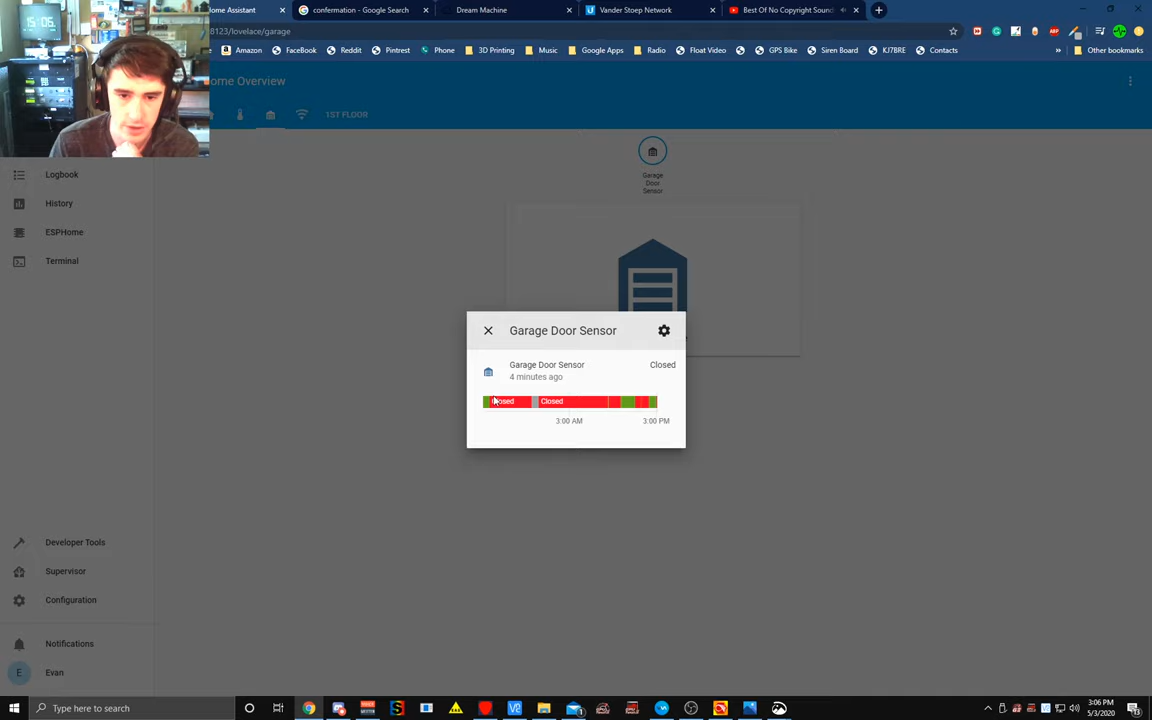 15:06
ome Assistant
confermation - Google Search
Dream Machine
Vander Stoep Network
Best Of No Copyright Sound
8123/lovelace/garage
Amazon
FaceBook
Reddit
Pintrest
Phone
3D Printing
Music
Google Apps
Radio
Float Video
GPS Bike
Siren Board
KJ7BRE
Contacts
Other bookmarks
ome Overview
1ST FLOOR
Logbook
History
ESPHome
Terminal
Garage
Door
Sensor
Garage Door Sensor
Garage Door Sensor
Closed
4 minutes ago
osed
Closed
3:00 AM
3:00 PM
Developer Tools
Supervisor
Configuration
Notifications
E
Evan
Type here to search
3:06 PM
5/3/2020